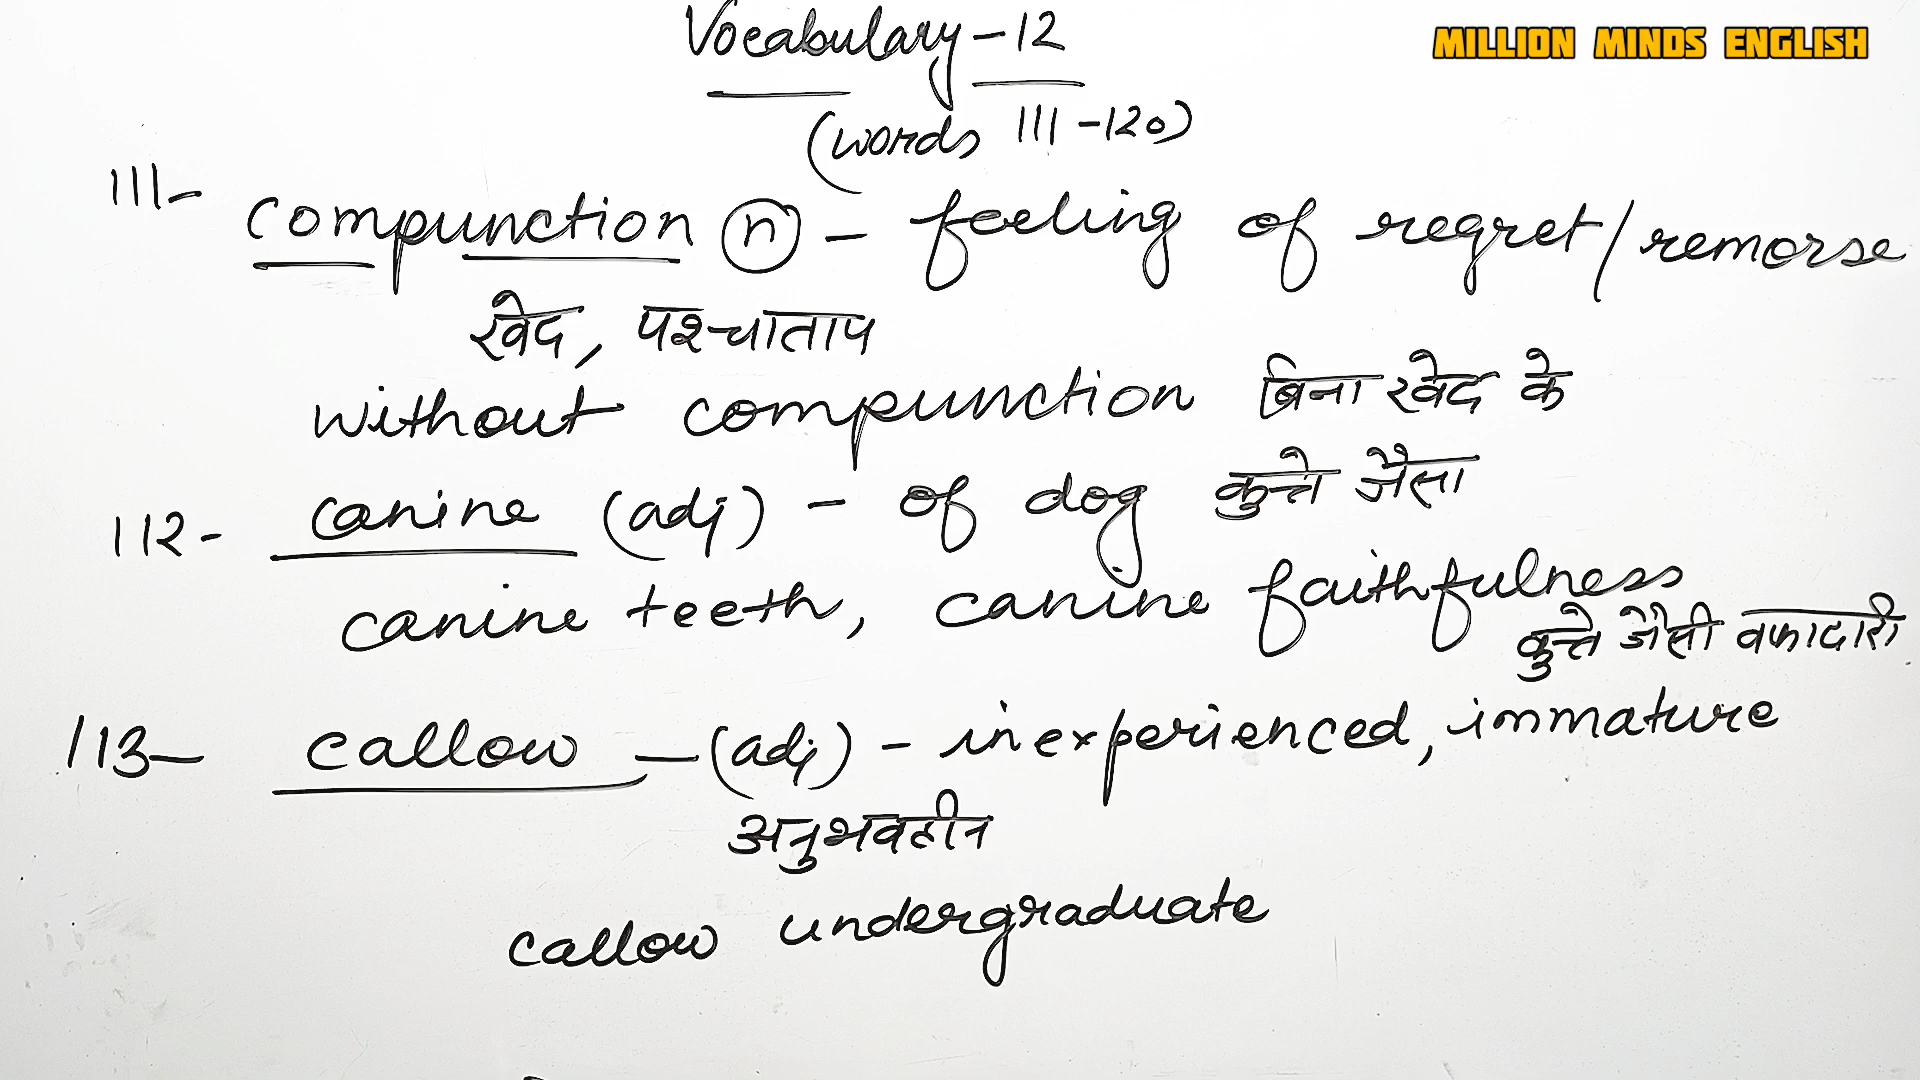 Vocabulary-12
MILLION MINDS ENGLISH
(words 111-120)
111- compunction (n) - feeling of regret/remorse
खेद, पश्चाताप
without compunction बिना खेद के
112- canine (adj) - of dog कुत्ते जैसा
canine teeth, canine faithfulness
कुत्ते जैसी वफादारी
113- callow -(adj) - inexperienced, immature
अनुभवहीन
callow undergraduate